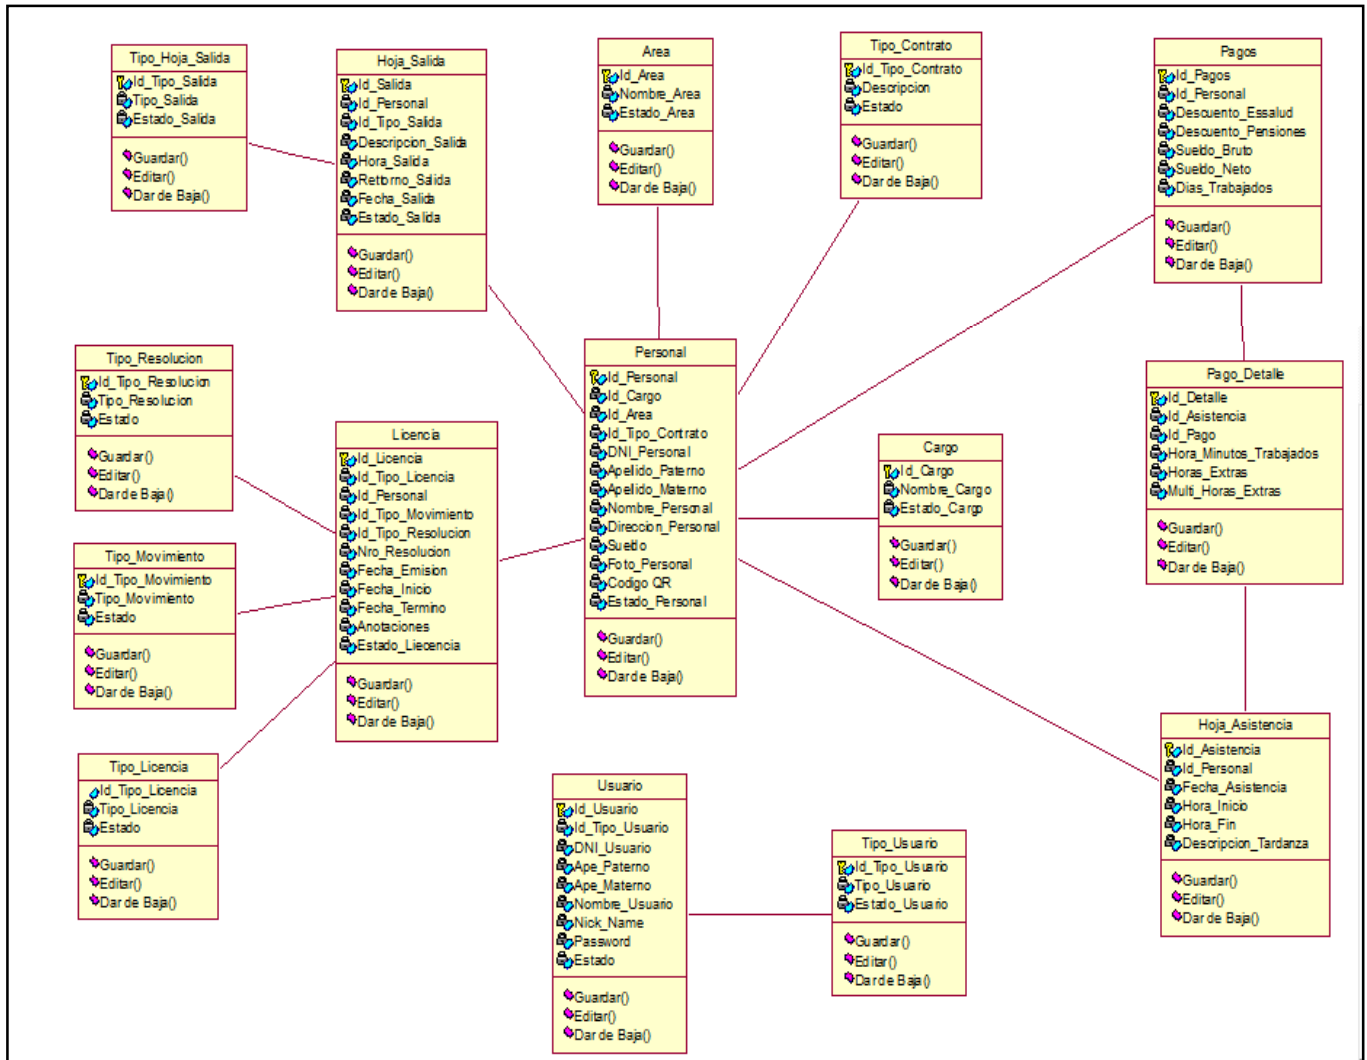 Tipo_Hoja_Salida
Id_Tipo_Salida
Tipo_Salida
Estado_Salida
Guardar()
Editar()
Dar de Baja()
Hoja_Salida
Id_Salida
Id_Personal
Id_Tipo_Salida
Descripcion_Salida
Hora_Salida
Rettorno_Salida
Fecha_Salida
Estado_Salida
Guardar()
Editar()
Dar de Baja()
Area
Id_Area
Nombre_Area
Estado_Area
Guardar()
Editar()
Dar de Baja()
Tipo_Contrato
Id_Tipo_Contrato
Descripcion
Estado
Guardar()
Editar()
Dar de Baja()
Pagos
Id_Pagos
Id_Personal
Descuento_Essalud
Descuento_Pensiones
Sueldo_Bruto
Sueldo_Neto
Dias_Trabajados
Guardar()
Editar()
Dar de Baja()
Tipo_Resolucion
Id_Tipo_Resolucion
Tipo_Resolucion
Estado
Guardar()
Editar()
Dar de Baja()
Licencia
Id_Licencia
Id_Tipo_Licencia
Id_Personal
Id_Tipo_Movimiento
Id_Tipo_Resolucion
Nro_Resolucion
Fecha_Emision
Fecha_Inicio
Fecha_Termino
Anotaciones
Estado_Liecencia
Guardar()
Editar()
Dar de Baja()
Personal
Id_Personal
Id_Cargo
Id_Area
Id_Tipo_Contrato
DNI_Personal
Apelido_Paterno
Apelido_Materno
Nombre_Personal
Direccion_Personal
Sueldo
Foto_Personal
Codigo QR
Estado_Personal
Guardar()
Editar()
Dar de Baja()
Cargo
Id_Cargo
Nombre_Cargo
Estado_Cargo
Guardar()
Editar()
Dar de Baja()
Pago_Detalle
Id_Detalle
Id_Asistencia
Id_Pago
Hora_Minutos_Trabajados
Horas_Extras
Multi_Horas_Extras
Guardar()
Editar()
Dar de Baja()
Tipo_Movimiento
Id_Tipo_Movimiento
Tipo_Movimiento
Estado
Guardar()
Editar()
Dar de Baja()
Tipo_Licencia
Id_Tipo_Licencia
Tipo_Licencia
Estado
Guardar()
Editar()
Dar de Baja()
Usuario
Id_Usuario
Id_Tipo_Usuario
DNI_Usuario
Ape_Paterno
Ape_Materno
Nombre_Usuario
Nick_Name
Password
Estado
Guardar()
Editar()
Dar de Baja()
Tipo_Usuario
Id_Tipo_Usuario
Tipo_Usuario
Estado_Usuario
Guardar()
Editar()
Dar de Baja()
Hoja_Asistencia
Id_Asistencia
Id_Personal
Fecha_Asistencia
Hora_Inicio
Hora_Fin
Descripcion_Tardanza
Guardar()
Editar()
Dar de Baja()